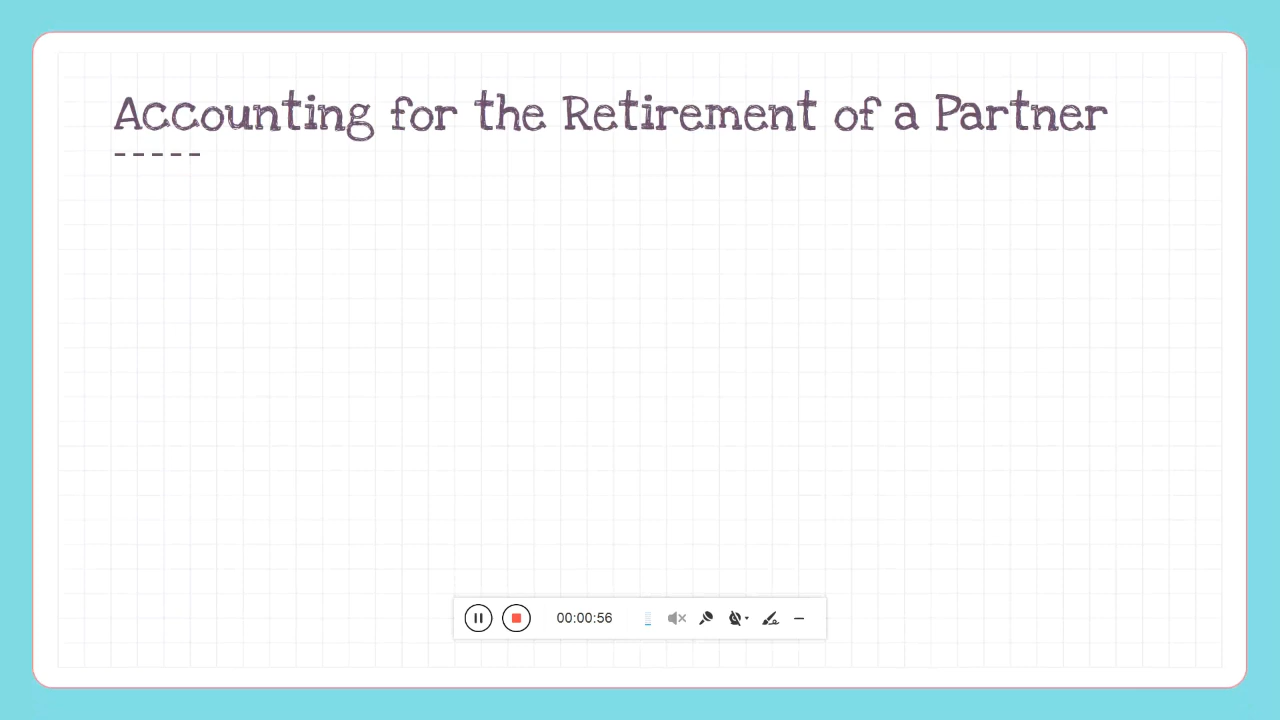 Accounting for the Retirement of a Partner
00:00:56